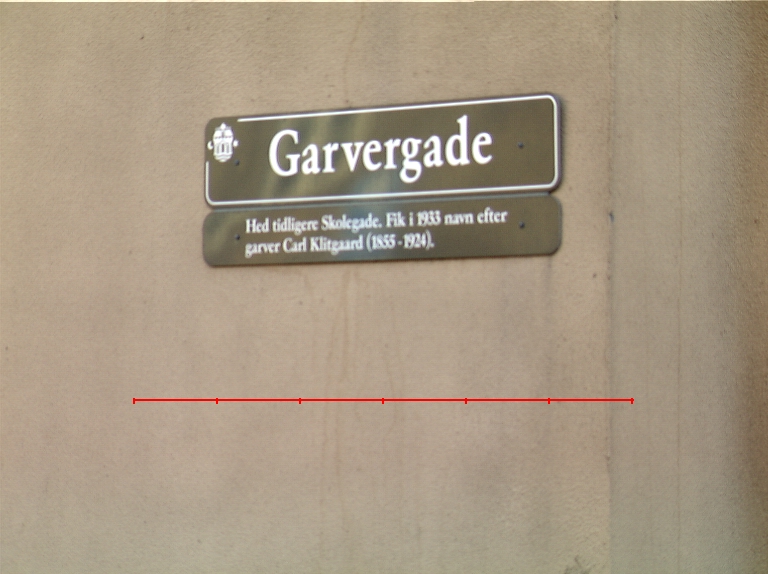 Garvergade
Hed tidligere Skolegade. Fik i 1933 navn efter
garver Carl Klitgaard (1855 - 1924).